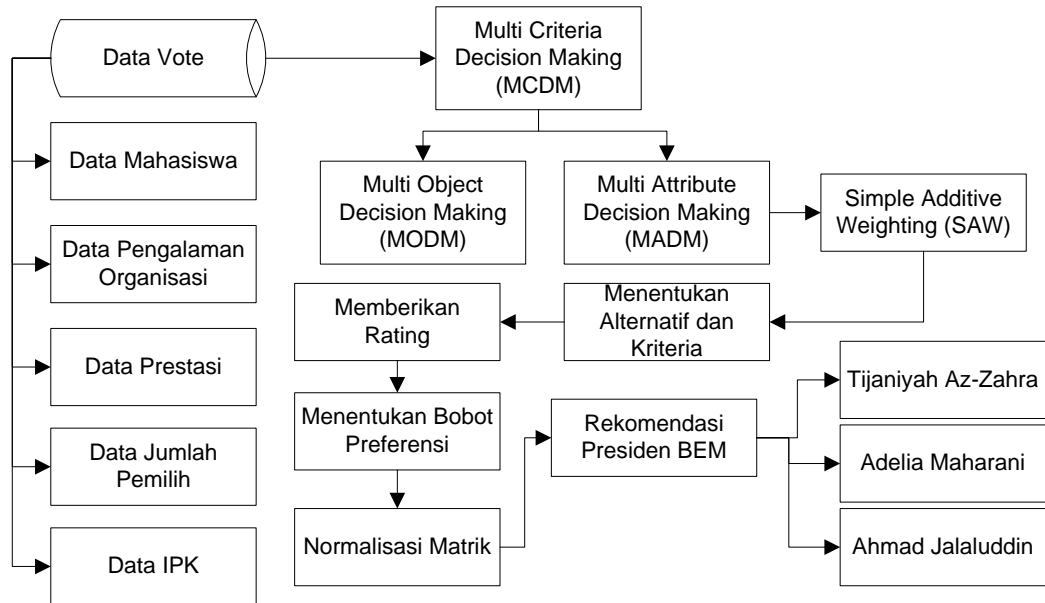 Data Vote
Multi Criteria
Decision Making
(MCDM)
Data Mahasiswa
Multi Object
Decision Making
(MODM)
Multi Attribute
Decision Making
(MADM)
Simple Additive
Weighting (SAW)
Data Pengalaman
Organisasi
Memberikan
Rating
Menentukan
Alternatif dan
Kriteria
Data Prestasi
Menentukan Bobot
Preferensi
Rekomendasi
Presiden BEM
Tijaniyah Az-Zahra
Data Jumlah
Pemilih
Adelia Maharani
Data IPK
Normalisasi Matrik
Ahmad Jalaluddin